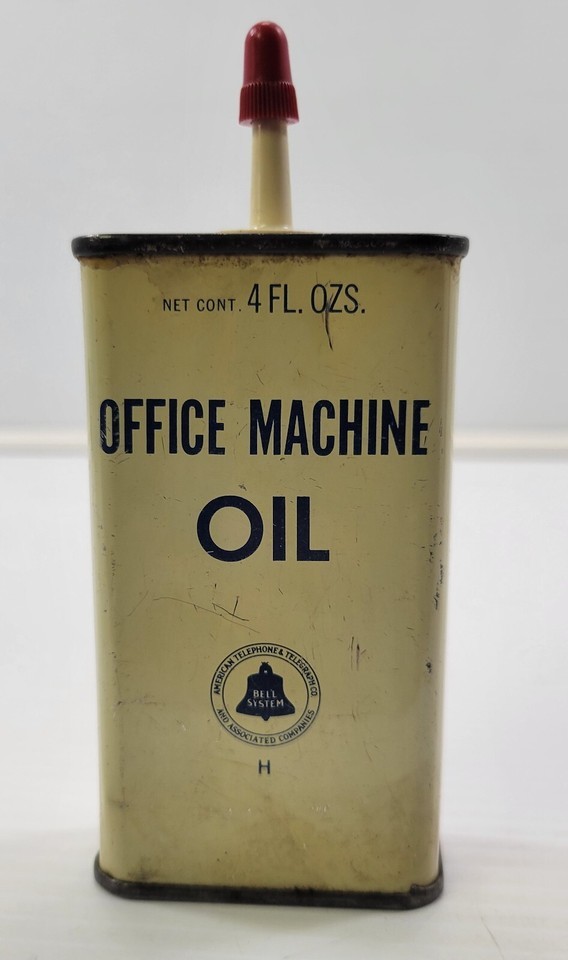 NET CONT. 4 FL. OZS.
OFFICE MACHINE
OIL
AMERICAN TELEPHONE & TELEGRAPH CO.
BELL
SYSTEM
AND ASSOCIATED COMPANIES
H